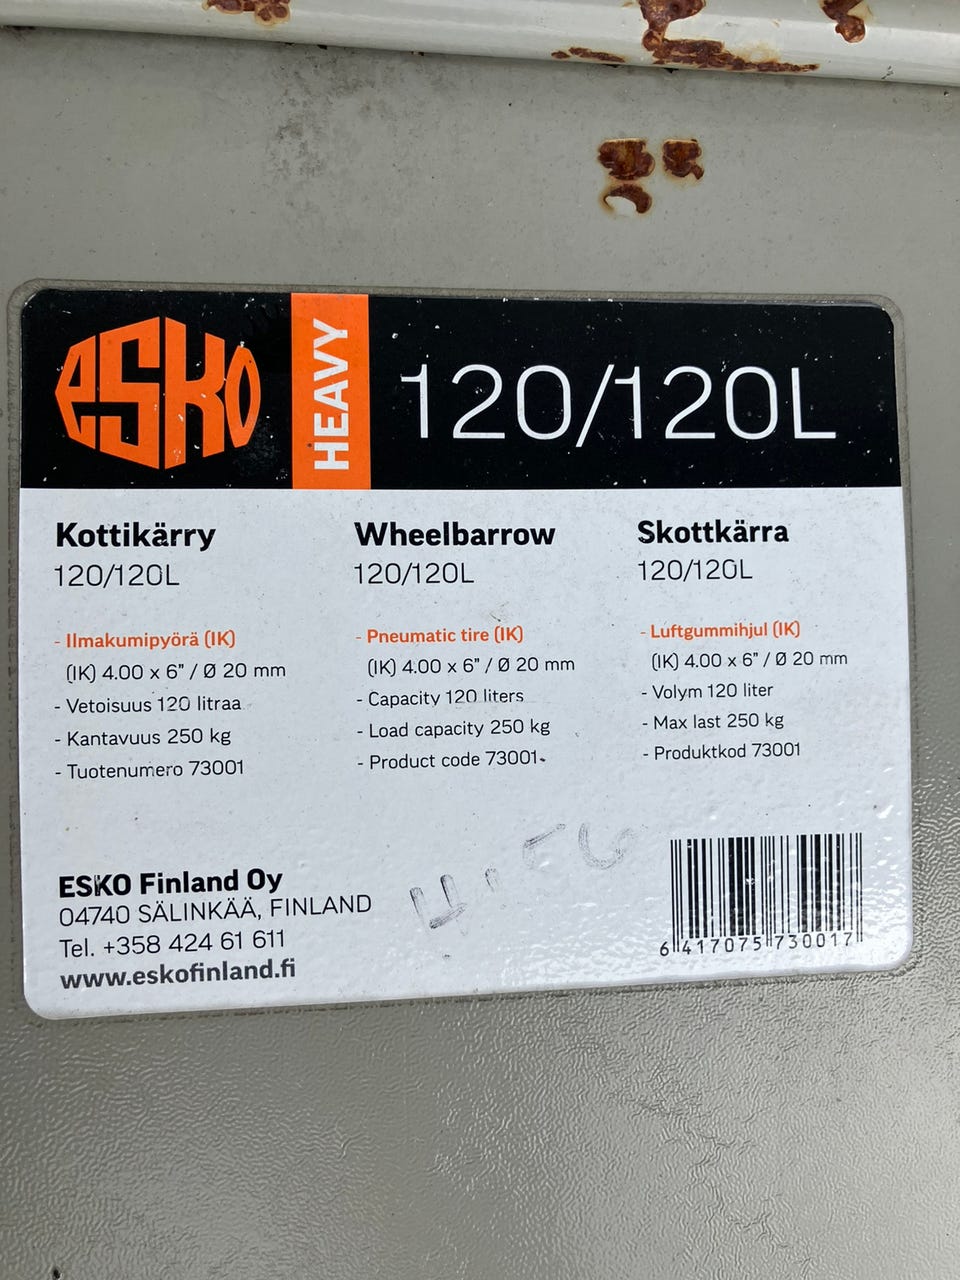 esko
HEAVY
120/120L
Kottikärry
120/120L
- Ilmakumipyörä (IK)
(IK) 4.00 x 6" / Ø 20 mm
- Vetoisuus 120 litraa
- Kantavuus 250 kg
- Tuotenumero 73001
Wheelbarrow
120/120L
- Pneumatic tire (IK)
(IK) 4.00 x 6" / Ø 20 mm
- Capacity 120 liters
- Load capacity 250 kg
- Product code 73001
Skottkärra
120/120L
- Luftgummihjul (IK)
(IK) 4.00 x 6" / Ø 20 mm
- Volym 120 liter
- Max last 250 kg
- Produktkod 73001
ESKO Finland Oy
04740 SÄLINKÄÄ, FINLAND
Tel. +358 424 61 611
www.eskofinland.fi
6 417075 730017